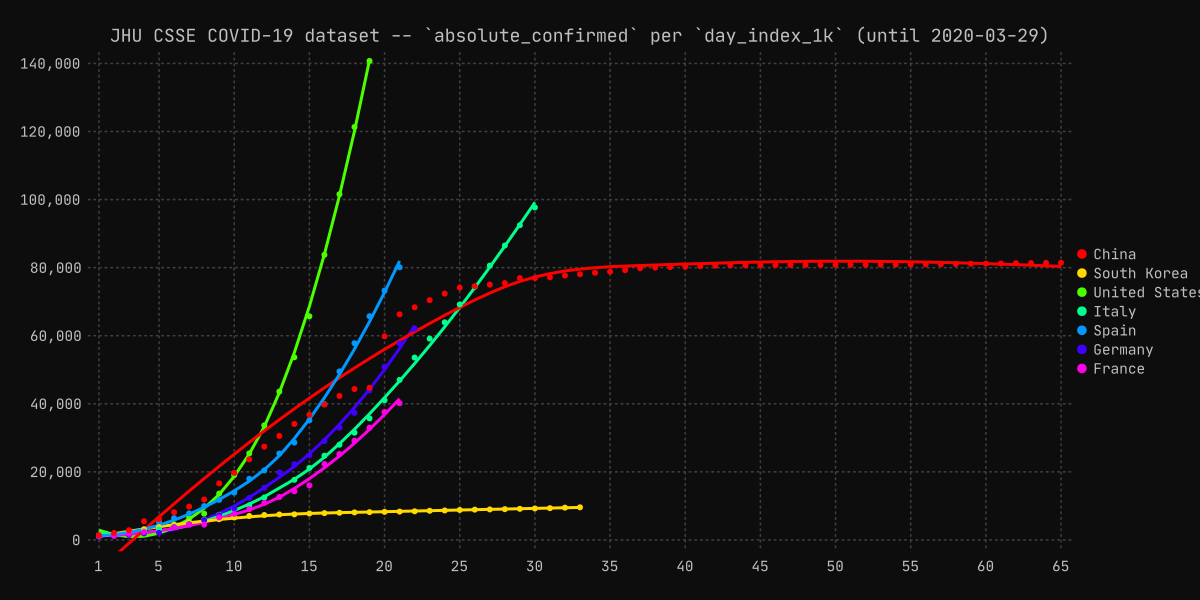 JHU CSSE COVID-19 dataset -- `absolute_confirmed` per `day_index_1k` (until 2020-03-29)
140,000
120,000
100,000
80,000
60,000
40,000
20,000
0
1 5 10 15 20 25 30 35 40 45 50 55 60 65
China
South Korea
United States
Italy
Spain
Germany
France